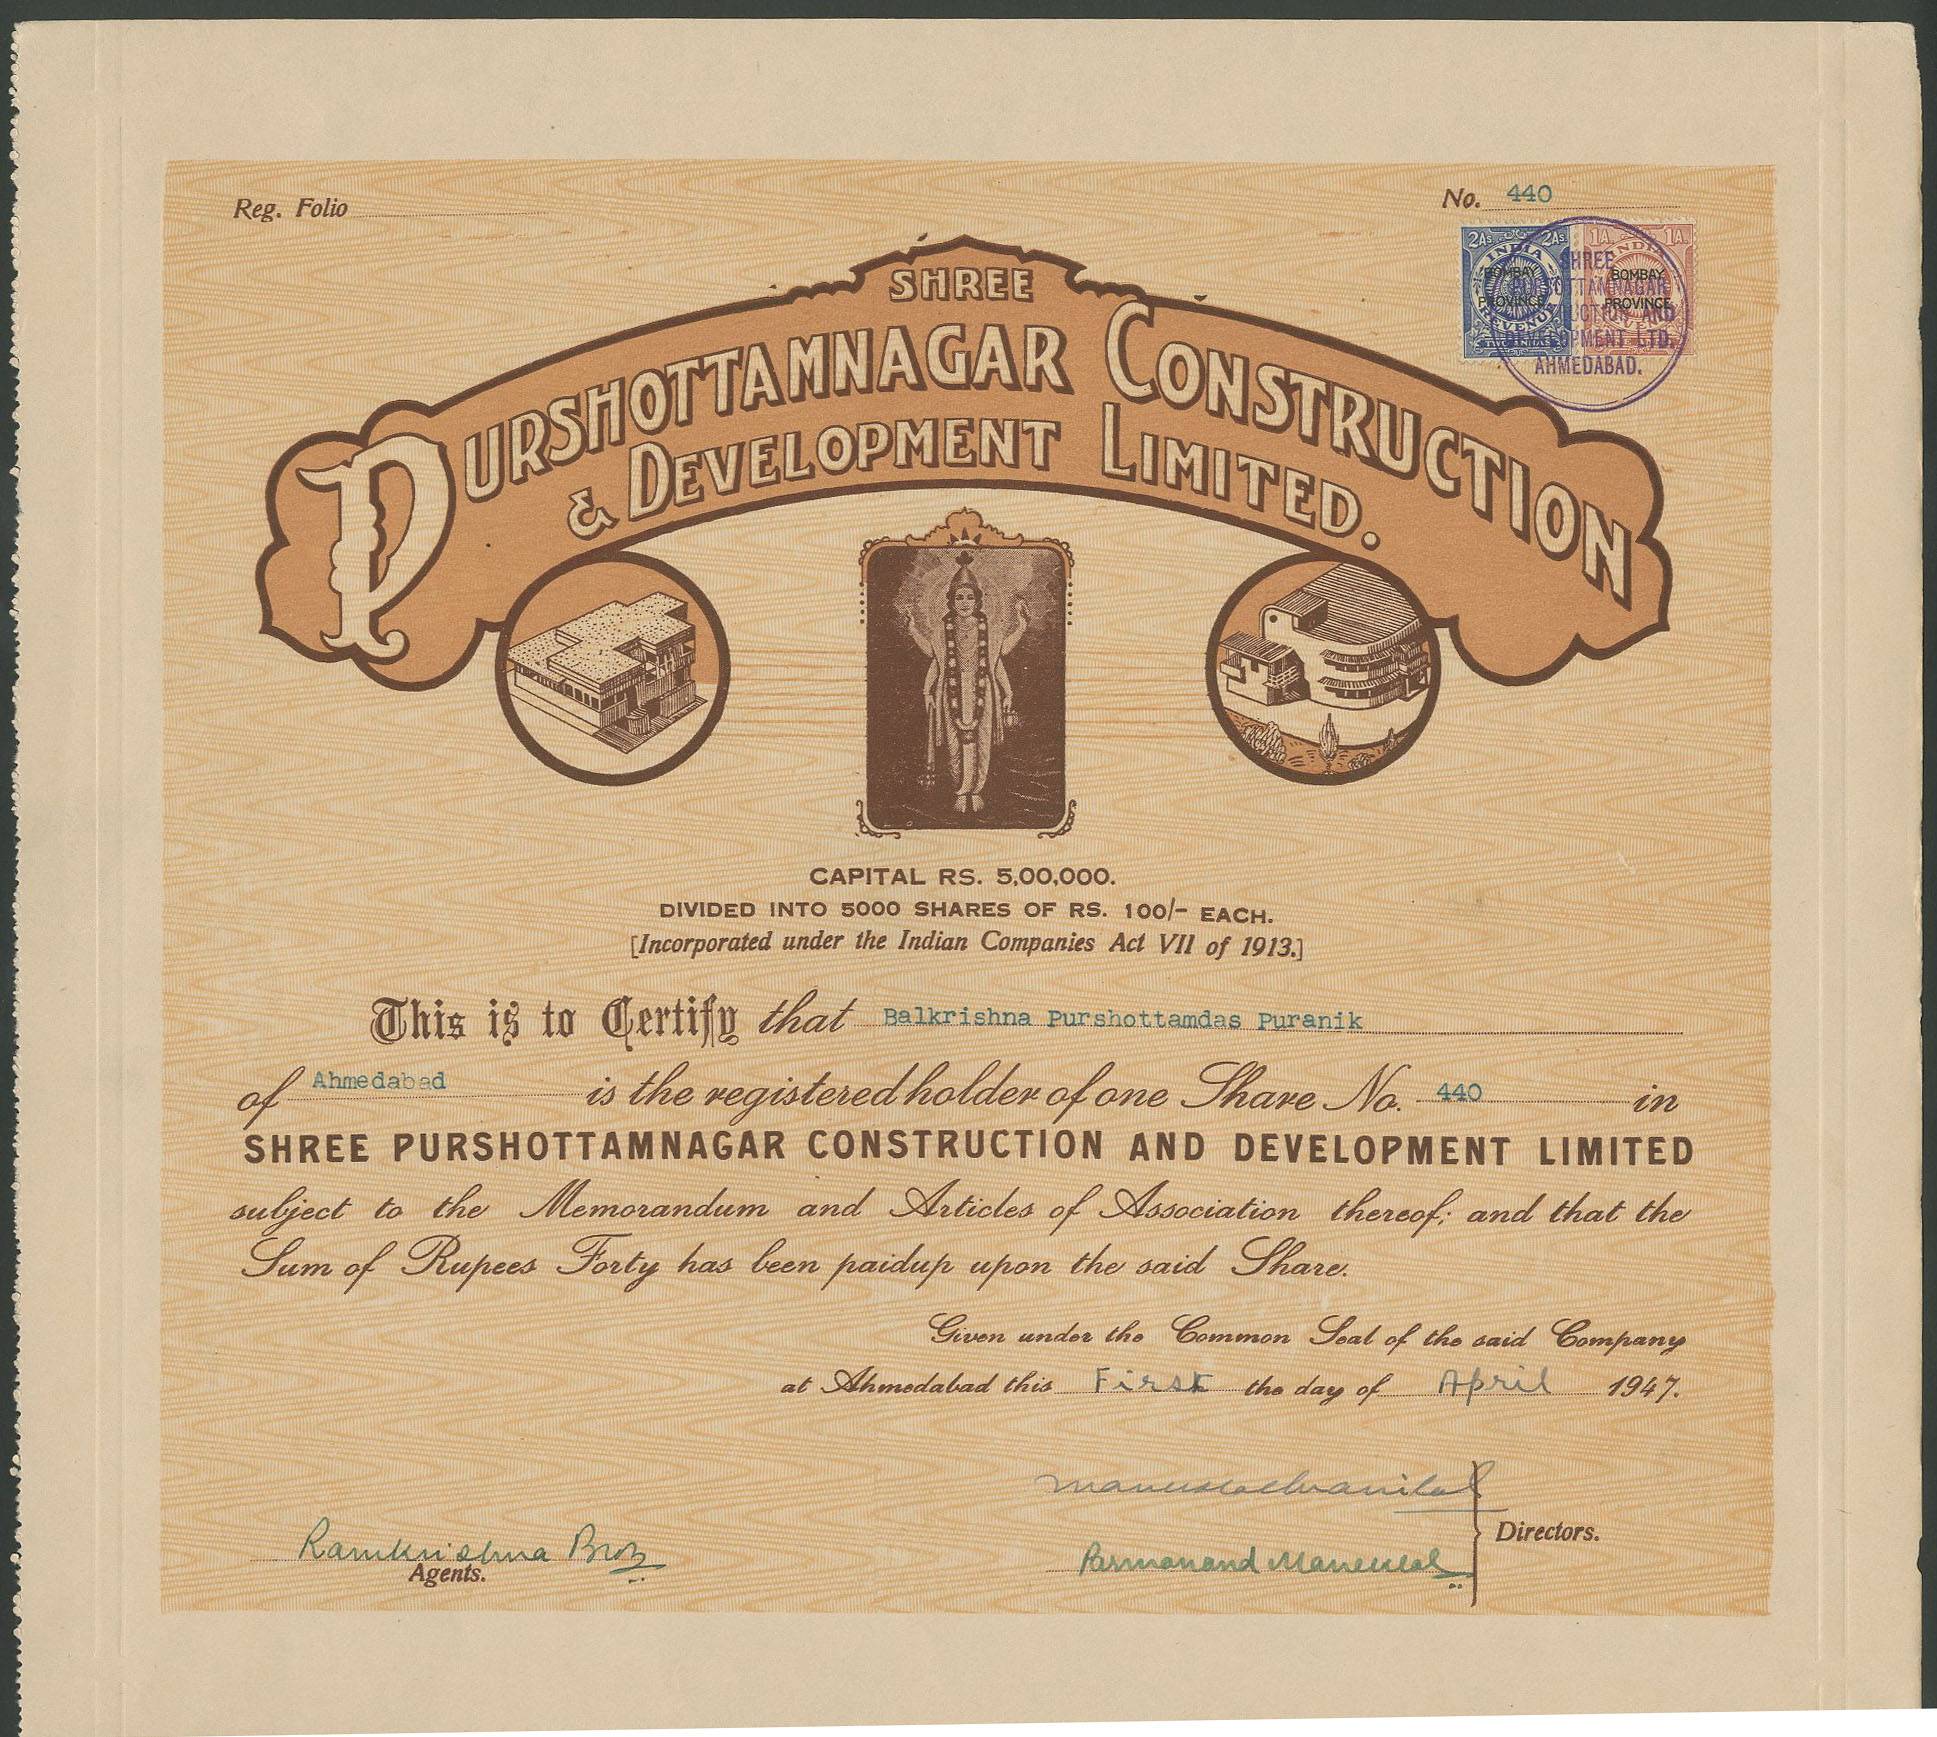 Reg. Folio
No. 440
2As. 2As.
INDIA
BOMBAY
PROVINCE
REVENUE
TWO ANNAS
1A. 1A.
INDIA
BOMBAY
PROVINCE
SHREE
AND
LTD.
AHMEDABAD.
SHREE
PURSHOTTAMNAGAR CONSTRUCTION
& DEVELOPMENT LIMITED.
CAPITAL RS. 5,00,000.
DIVIDED INTO 5000 SHARES OF RS. 100/- EACH.
[Incorporated under the Indian Companies Act VII of 1913.]
This is to Certify that Balkrishna Purshottamdas Puranik
of Ahmedabad is the registered holder of one Share No. 440 in
SHREE PURSHOTTAMNAGAR CONSTRUCTION AND DEVELOPMENT LIMITED
subject to the Memorandum and Articles of Association thereof; and that the
Sum of Rupees Forty has been paidup upon the said Share.
Given under the Common Seal of the said Company
at Ahmedabad this First the day of April 1947.
Ramkrishna Bros
Agents.
Parmanand Maneklal
Directors.